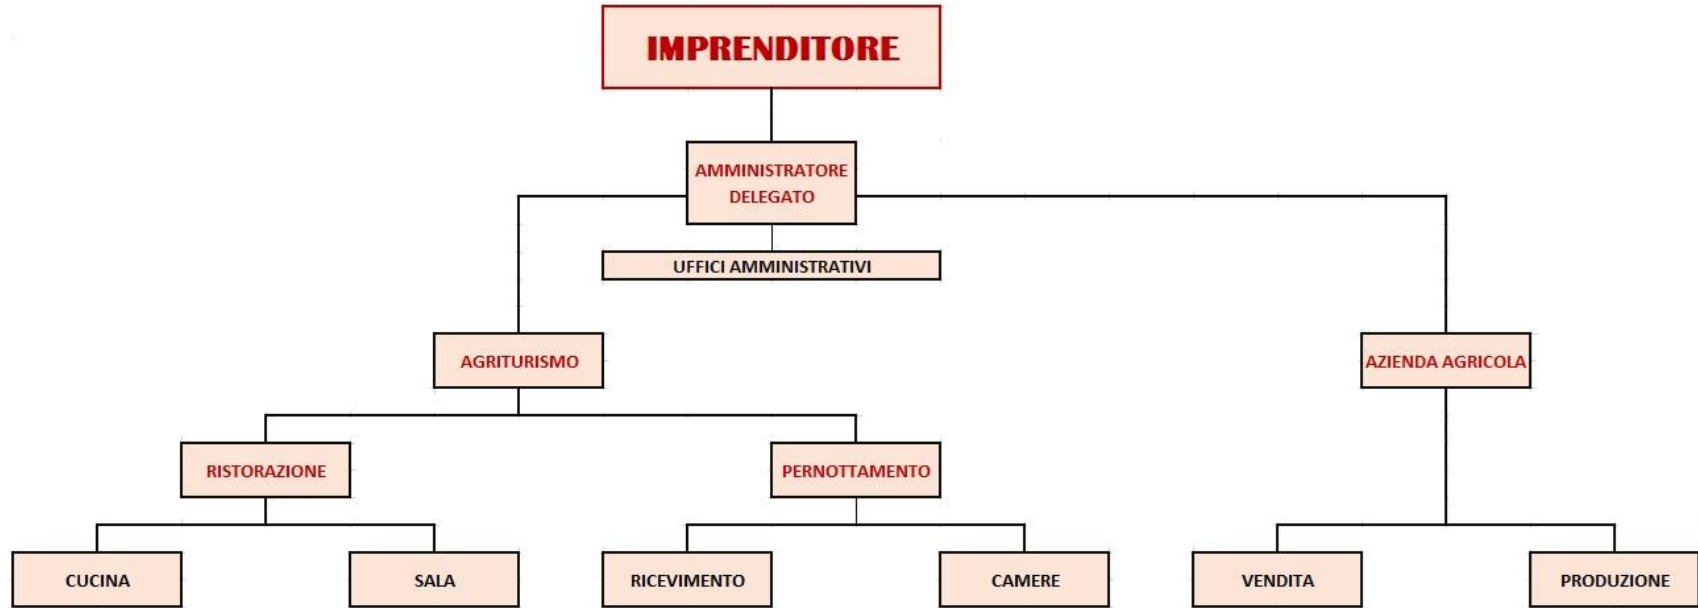 IMPRENDITORE
AMMINISTRATORE
DELEGATO
UFFICI AMMINISTRATIVI
AGRITURISMO
AZIENDA AGRICOLA
RISTORAZIONE
PERNOTTAMENTO
CUCINA
SALA
RICEVIMENTO
CAMERE
VENDITA
PRODUZIONE